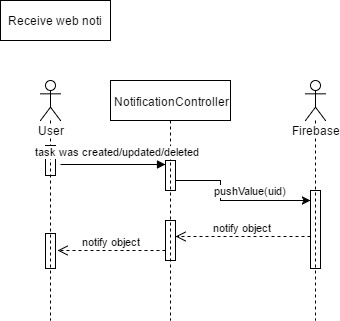 Receive web noti
NotificationController
User
Firebase
task was created/updated/deleted
pushValue(uid)
notify object
notify object